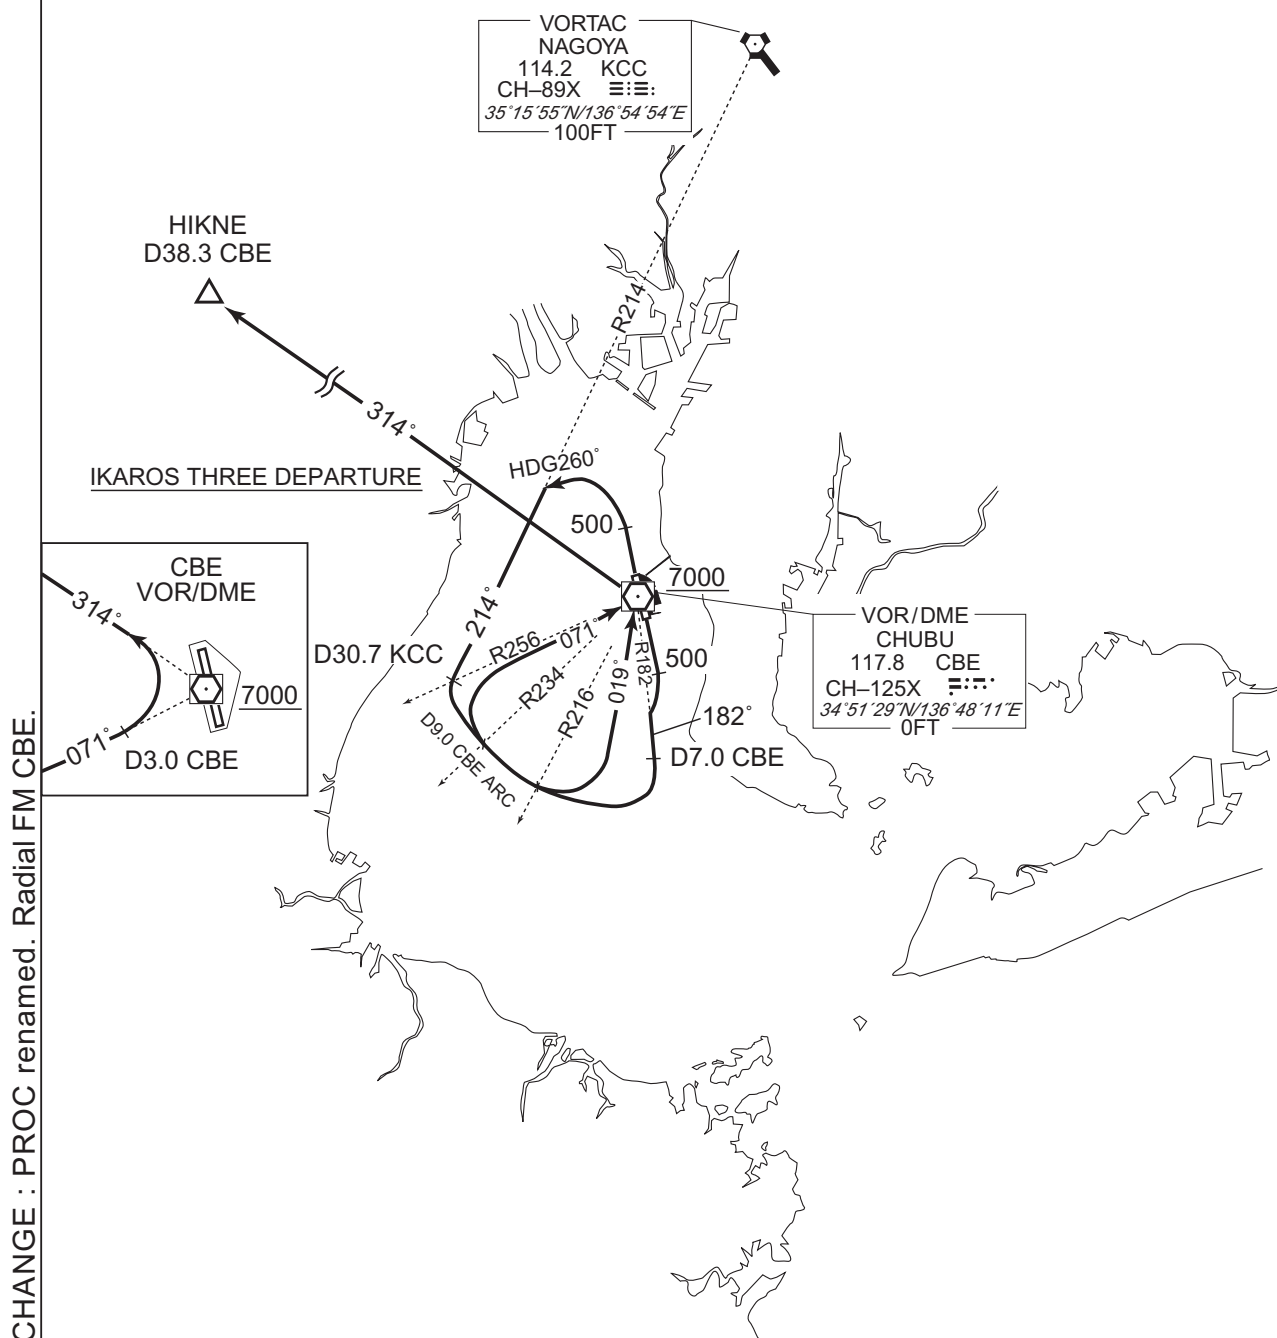 VORTAC
NAGOYA
114.2 KCC
CH–89X
35°15´55˝N/136°54´54˝E
100FT
HIKNE
D38.3 CBE
R214
314°
HDG260°
IKAROS THREE DEPARTURE
500
CBE
VOR/DME
314°
7000
071°
D3.0 CBE
7000
VOR/DME
CHUBU
117.8 CBE
CH–125X
34°51´29˝N/136°48´11˝E
0FT
214°
D30.7 KCC
R256
071°
R234
R216
019°
R182
500
182°
D7.0 CBE
D9.0 CBE ARC
CHANGE : PROC renamed. Radial FM CBE.